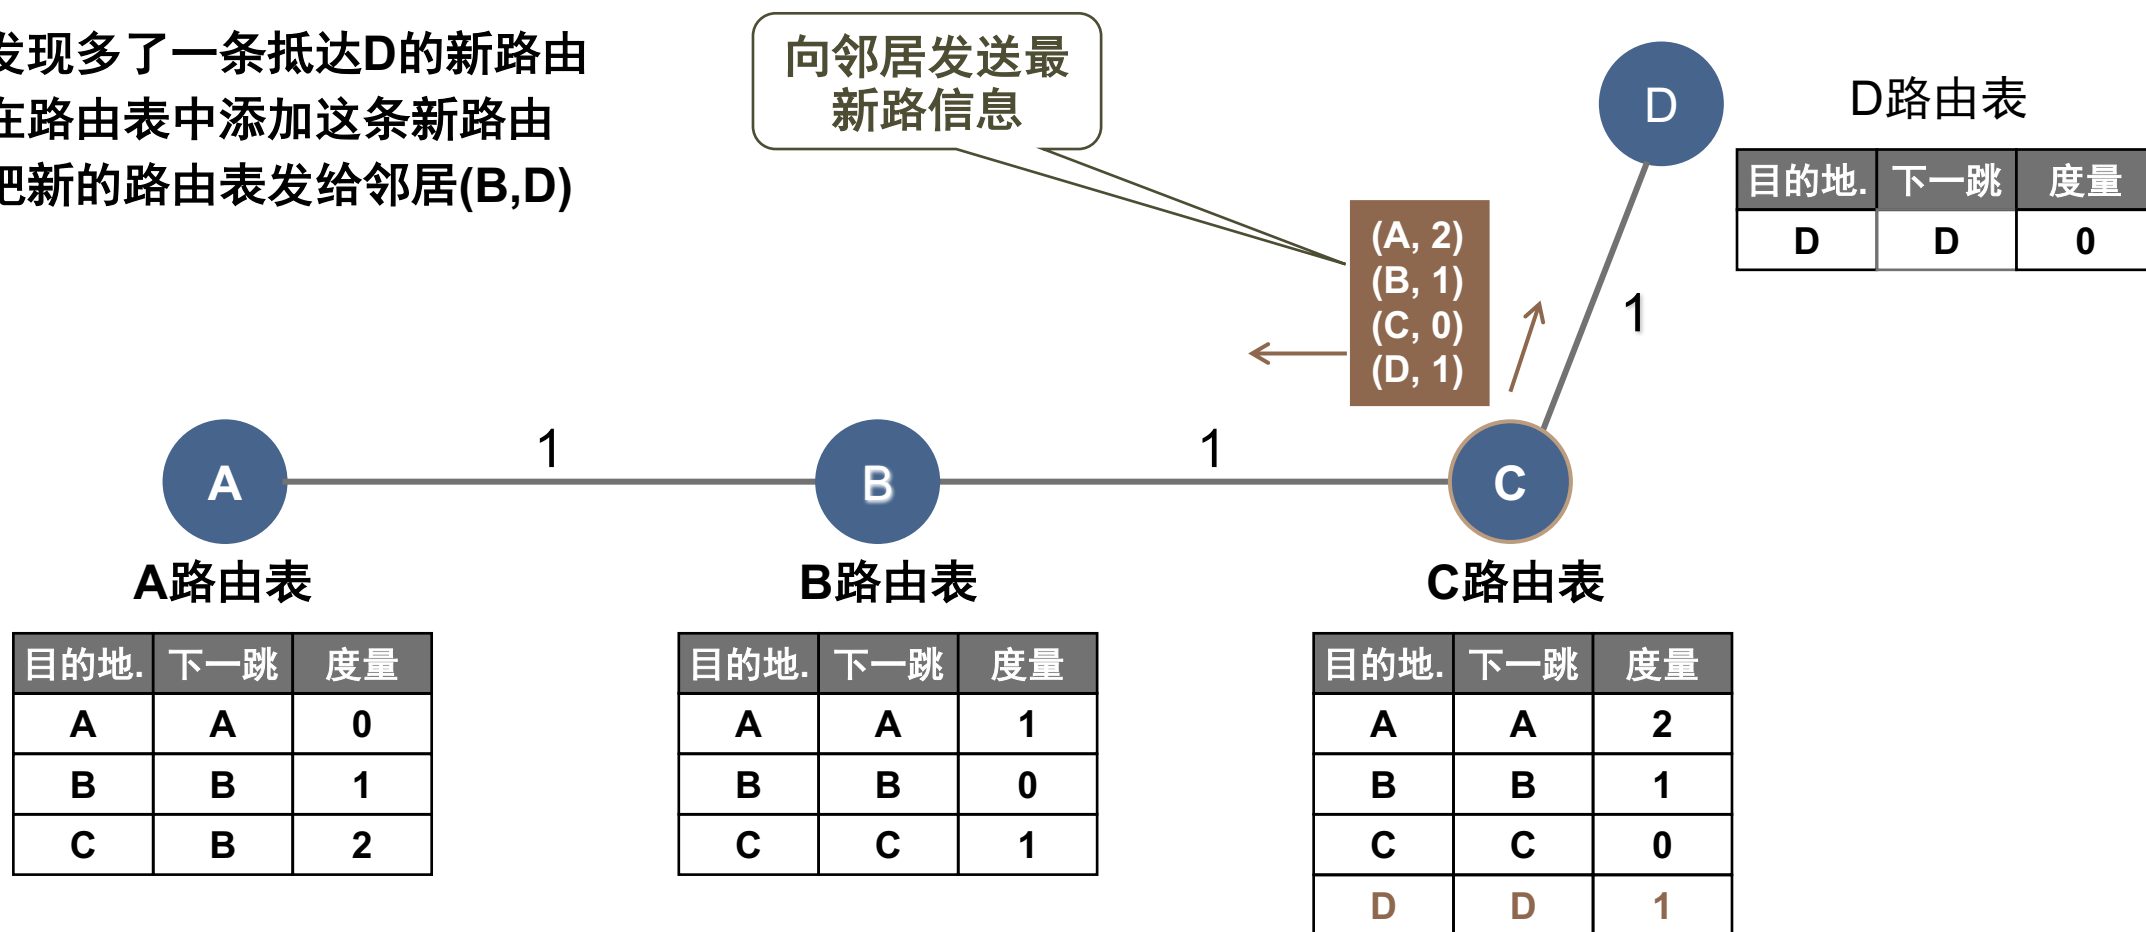 发现多了一条抵达D的新路由
在路由表中添加这条新路由
把新的路由表发给邻居(B,D)
向邻居发送最
新路信息
D
D路由表
目的地. 下一跳 度量
D D 0
(A, 2)
(B, 1)
(C, 0)
(D, 1)
1
A
1
B
1
C
A路由表
目的地. 下一跳 度量
A A 0
B B 1
C B 2
B路由表
目的地. 下一跳 度量
A A 1
B B 0
C C 1
C路由表
目的地. 下一跳 度量
A A 2
B B 1
C C 0
D D 1